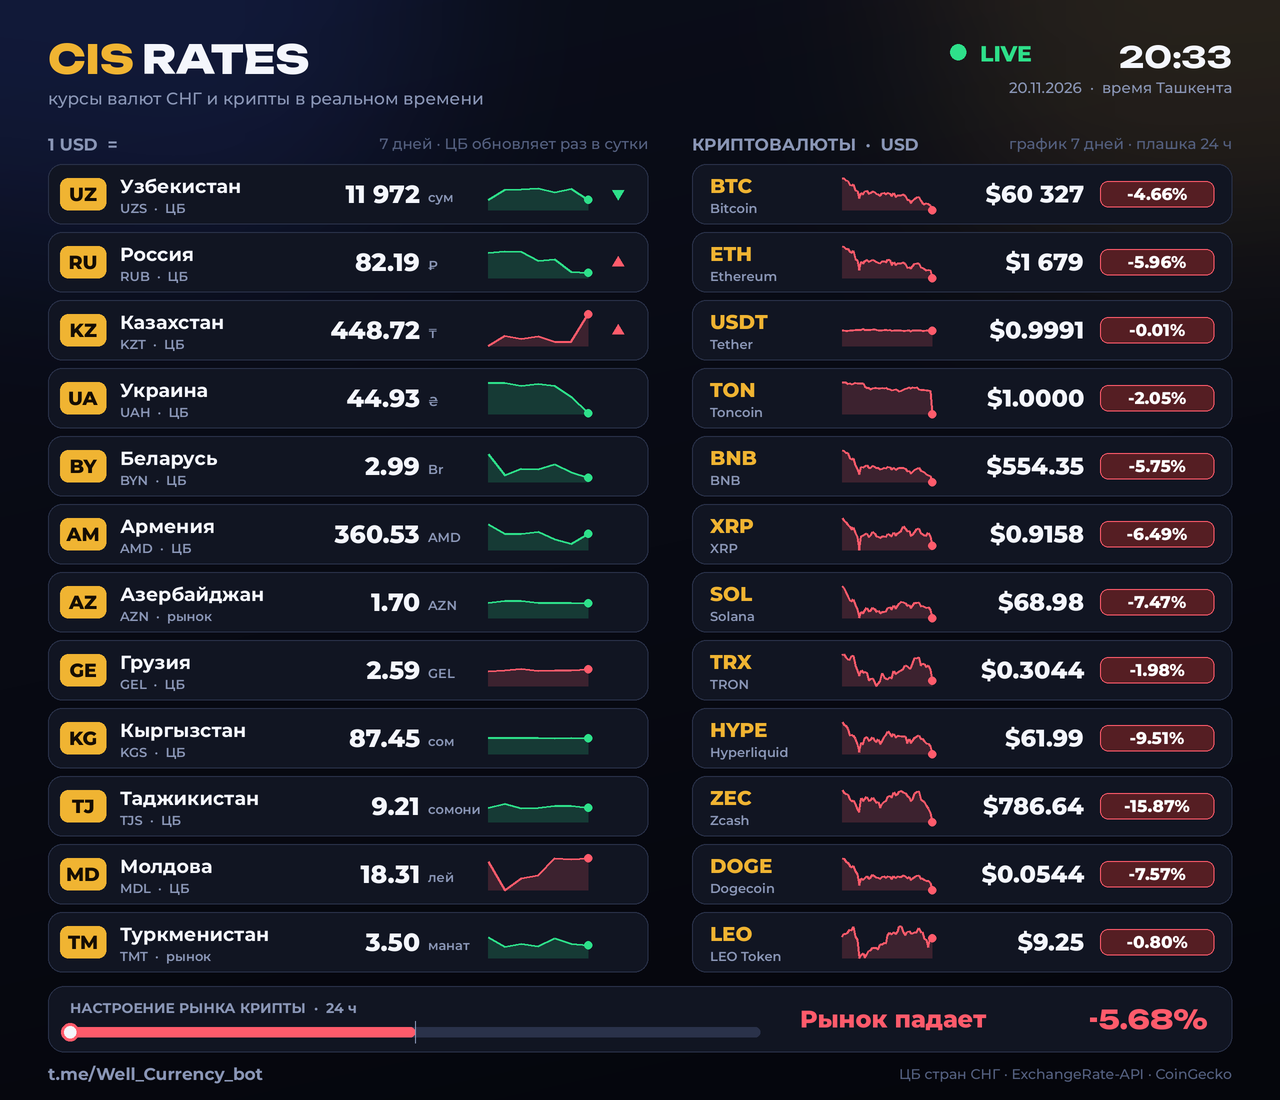 CIS RATES
курсы валют СНГ и крипты в реальном времени
LIVE
20:33
20.11.2026 · время Ташкента
1 USD =
7 дней · ЦБ обновляет раз в сутки
UZ Узбекистан 11 972 сум
UZS · ЦБ
RU Россия 82.19 ₽
RUB · ЦБ
KZ Казахстан 448.72 ₸
KZT · ЦБ
UA Украина 44.93 ₴
UAH · ЦБ
BY Беларусь 2.99 Br
BYN · ЦБ
AM Армения 360.53 AMD
AMD · ЦБ
AZ Азербайджан 1.70 AZN
AZN · рынок
GE Грузия 2.59 GEL
GEL · ЦБ
KG Кыргызстан 87.45 сом
KGS · ЦБ
TJ Таджикистан 9.21 сомони
TJS · ЦБ
MD Молдова 18.31 лей
MDL · ЦБ
TM Туркменистан 3.50 манат
TMT · рынок
КРИПТОВАЛЮТЫ · USD
график 7 дней · плашка 24 ч
BTC $60 327 -4.66%
Bitcoin
ETH $1 679 -5.96%
Ethereum
USDT $0.9991 -0.01%
Tether
TON $1.0000 -2.05%
Toncoin
BNB $554.35 -5.75%
BNB
XRP $0.9158 -6.49%
XRP
SOL $68.98 -7.47%
Solana
TRX $0.3044 -1.98%
TRON
HYPE $61.99 -9.51%
Hyperliquid
ZEC $786.64 -15.87%
Zcash
DOGE $0.0544 -7.57%
Dogecoin
LEO $9.25 -0.80%
LEO Token
НАСТРОЕНИЕ РЫНКА КРИПТЫ · 24 ч
Рынок падает -5.68%
t.me/Well_Currency_bot
ЦБ стран СНГ · ExchangeRate-API · CoinGecko